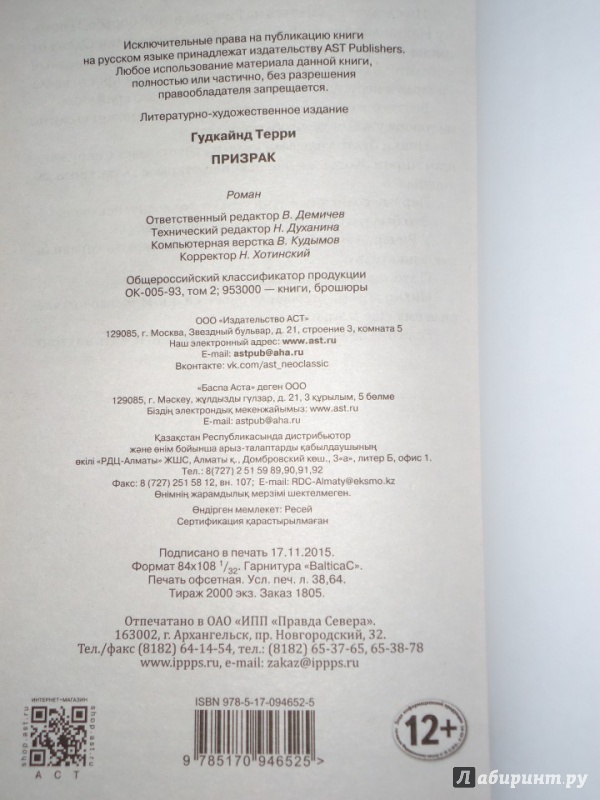 Исключительные права на публикацию книги
на русском языке принадлежат издательству AST Publishers.
Любое использование материала данной книги,
полностью или частично, без разрешения
правообладателя запрещается.
Литературно-художественное издание
Гудкайнд Терри
ПРИЗРАК
Роман
Ответственный редактор В. Демичев
Технический редактор Н. Духанина
Компьютерная верстка В. Кудымов
Корректор Н. Хотинский
Общероссийский классификатор продукции
ОК-005-93, том 2; 953000 — книги, брошюры
ООО «Издательство АСТ»
129085, г. Москва, Звездный бульвар, д. 21, строение 3, комната 5
Наш электронный адрес: www.ast.ru
E-mail: astpub@aha.ru
Вконтакте: vk.com/ast_neoclassic
«Баспа Аста» деген ООО
129085, г. Мәскеу, жұлдызды гүлзар, д. 21, 3 құрылым, 5 бөлме
Біздің электрондық мекенжайымыз: www.ast.ru
E-mail: astpub@aha.ru
Қазақстан Республикасында дистрибьютор
және өнім бойынша арыз-талаптарды қабылдаушының
өкілі «РДЦ-Алматы» ЖШС, Алматы қ., Домбровский көш., 3«а», литер Б, офис 1.
Тел.: 8(727) 2 51 59 89,90,91,92
Факс: 8 (727) 251 58 12, вн. 107; E-mail: RDC-Almaty@eksmo.kz
Өнімнің жарамдылық мерзімі шектелмеген.
Өндірген мемлекет: Ресей
Сертификация қарастырылмаған
Подписано в печать 17.11.2015.
Формат 84x108 1/32. Гарнитура «BalticaC».
Печать офсетная. Усл. печ. л. 38,64.
Тираж 2000 экз. Заказ 1805.
Отпечатано в ОАО «ИПП «Правда Севера».
163002, г. Архангельск, пр. Новгородский, 32.
Тел./факс (8182) 64-14-54, тел.: (8182) 65-37-65, 65-38-78
www.ippps.ru, e-mail: zakaz@ippps.ru
ИНТЕРНЕТ-МАГАЗИН
shop.ast.ru
shop.ast.ru
АСТ
ISBN 978-5-17-094652-5
9 785170 946525 >
12+
Лабиринт.ру